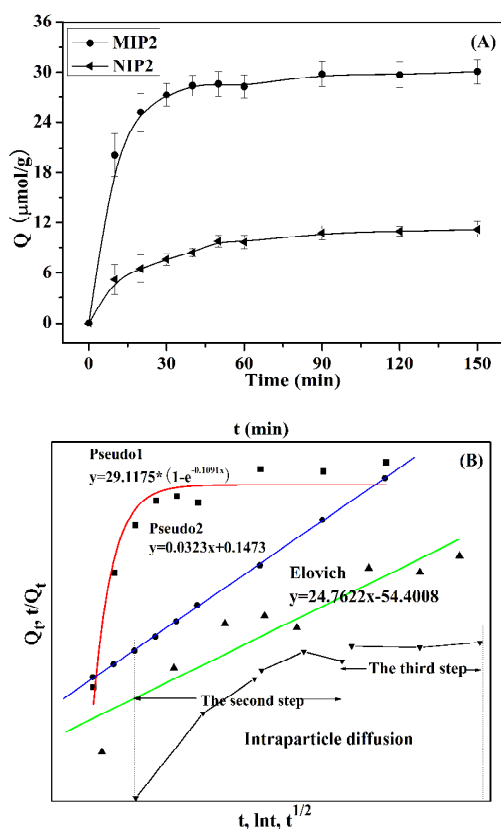 (A)
MIP2
NIP2
Q (μmol/g)
36
30
24
18
12
6
0
0 30 60 90 120 150
Time (min)
t (min)
(B)
Pseudo1
y=29.1175*(1-e^-0.1091x)
Pseudo2
y=0.0323x+0.1473
Elovich
y=24.7622x-54.4008
The second step
The third step
Intraparticle diffusion
Qt, t/Qt
t, lnt, t^1/2